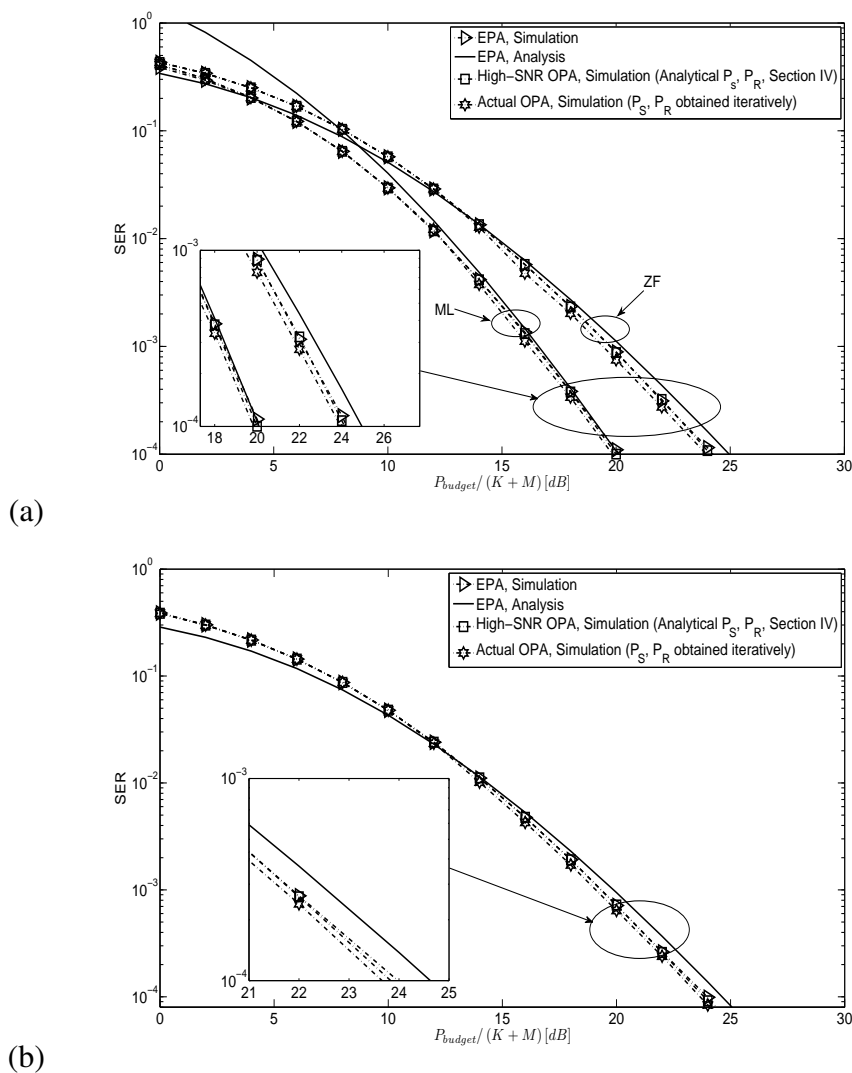 10^0
10^-1
10^-2
10^-3
10^-4
SER
EPA, Simulation
EPA, Analysis
High-SNR OPA, Simulation (Analytical P_s, P_R, Section IV)
Actual OPA, Simulation (P_S, P_R obtained iteratively)
10^-3
10^-4
18 20 22 24 26
ML
ZF
0 5 10 15 20 25 30
P_budget/(K+M)[dB]
(a)
10^0
10^-1
10^-2
10^-3
10^-4
SER
EPA, Simulation
EPA, Analysis
High-SNR OPA, Simulation (Analytical P_S, P_R, Section IV)
Actual OPA, Simulation (P_S, P_R obtained iteratively)
10^-3
10^-4
21 22 23 24 25
0 5 10 15 20 25 30
P_budget/(K+M)[dB]
(b)